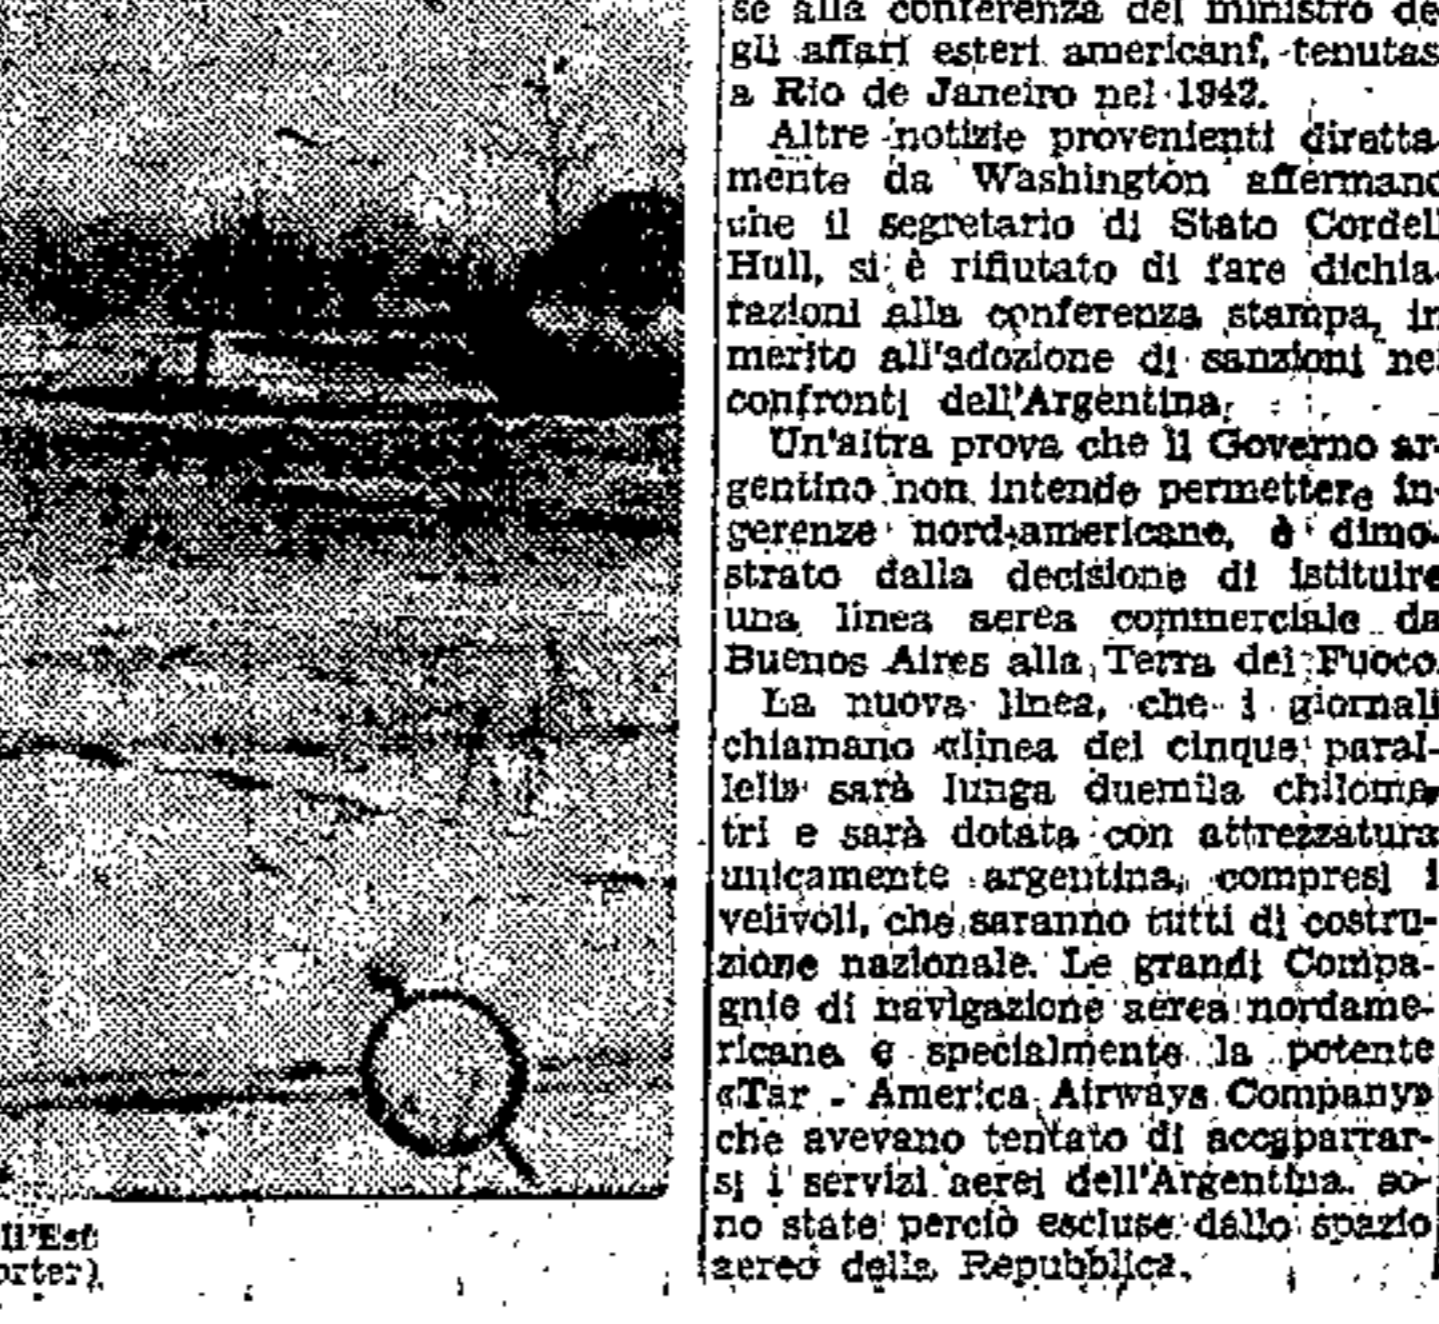 se alla conferenza dei ministro de
gli affari esteri americani, tenutas
a Rio de Janeiro nel 1942.
Altre notizie provenienti diretta-
mente da Washington affermano
che il segretario di Stato Cordell
Hull, si è rifiutato di fare dichia-
razioni alla conferenza stampa, in
merito all'adozione di sanzioni nei
confronti dell'Argentina.
Un'altra prova che il Governo ar-
gentino non intende permettere in-
gerenze nord-americane, è dimo-
strato dalla decisione di istituire
una linea aerea commerciale da
Buenos Aires alla Terra del Fuoco.
La nuova linea, che i giornali
chiamano «linea dei cinque paral-
leli» sarà lunga duemila chilome-
tri e sarà dotata con attrezzatura
unicamente argentina, compresi i
velivoli, che saranno tutti di costru-
zione nazionale. Le grandi Compa-
gnie di navigazione aerea nordame-
ricane e specialmente la potente
«Tar - America Airways Company»
che avevano tentato di accaparrar-
si i servizi aerei dell'Argentina. so-
no state perciò escluse dallo spazio
aereo della Repubblica.
ll'Est
orter).